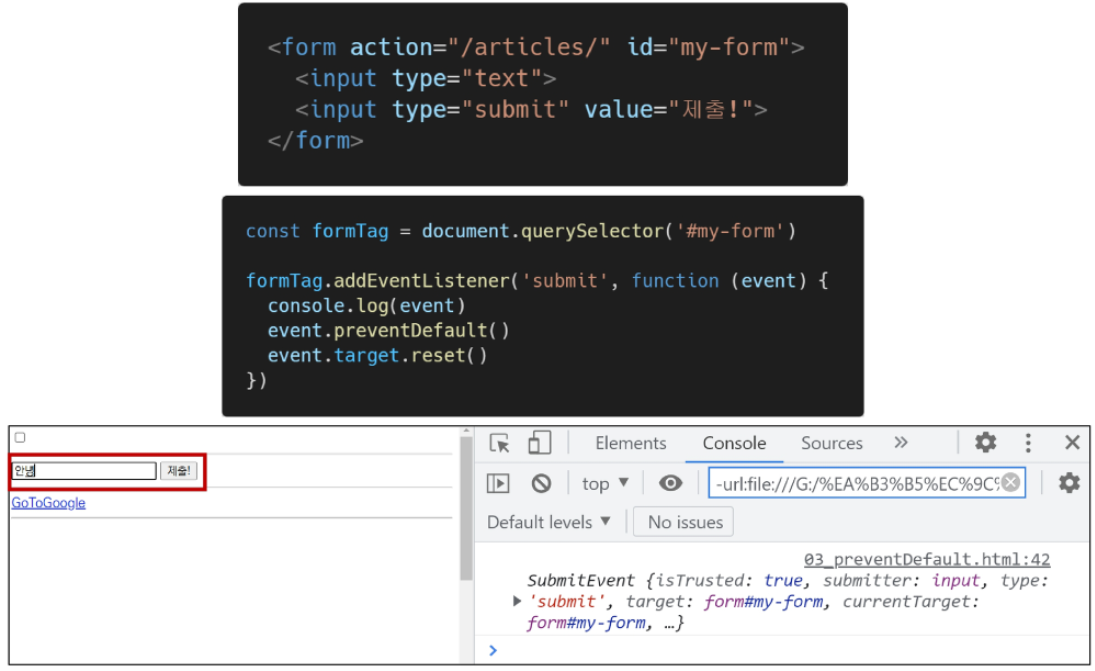 <form action="/articles/" id="my-form">
<input type="text">
<input type="submit" value="제출!">
</form>
const formTag = document.querySelector('#my-form')
formTag.addEventListener('submit', function (event) {
console.log(event)
event.preventDefault()
event.target.reset()
})
안녕 제출!
GoToGoogle
Elements Console Sources »
top ▼ -url:file:///G:/%EA%B3%B5%EC%9C%
Default levels ▼ No issues
03_preventDefault.html:42
SubmitEvent {isTrusted: true, submitter: input, type:
▶ 'submit', target: form#my-form, currentTarget:
form#my-form, …}
>